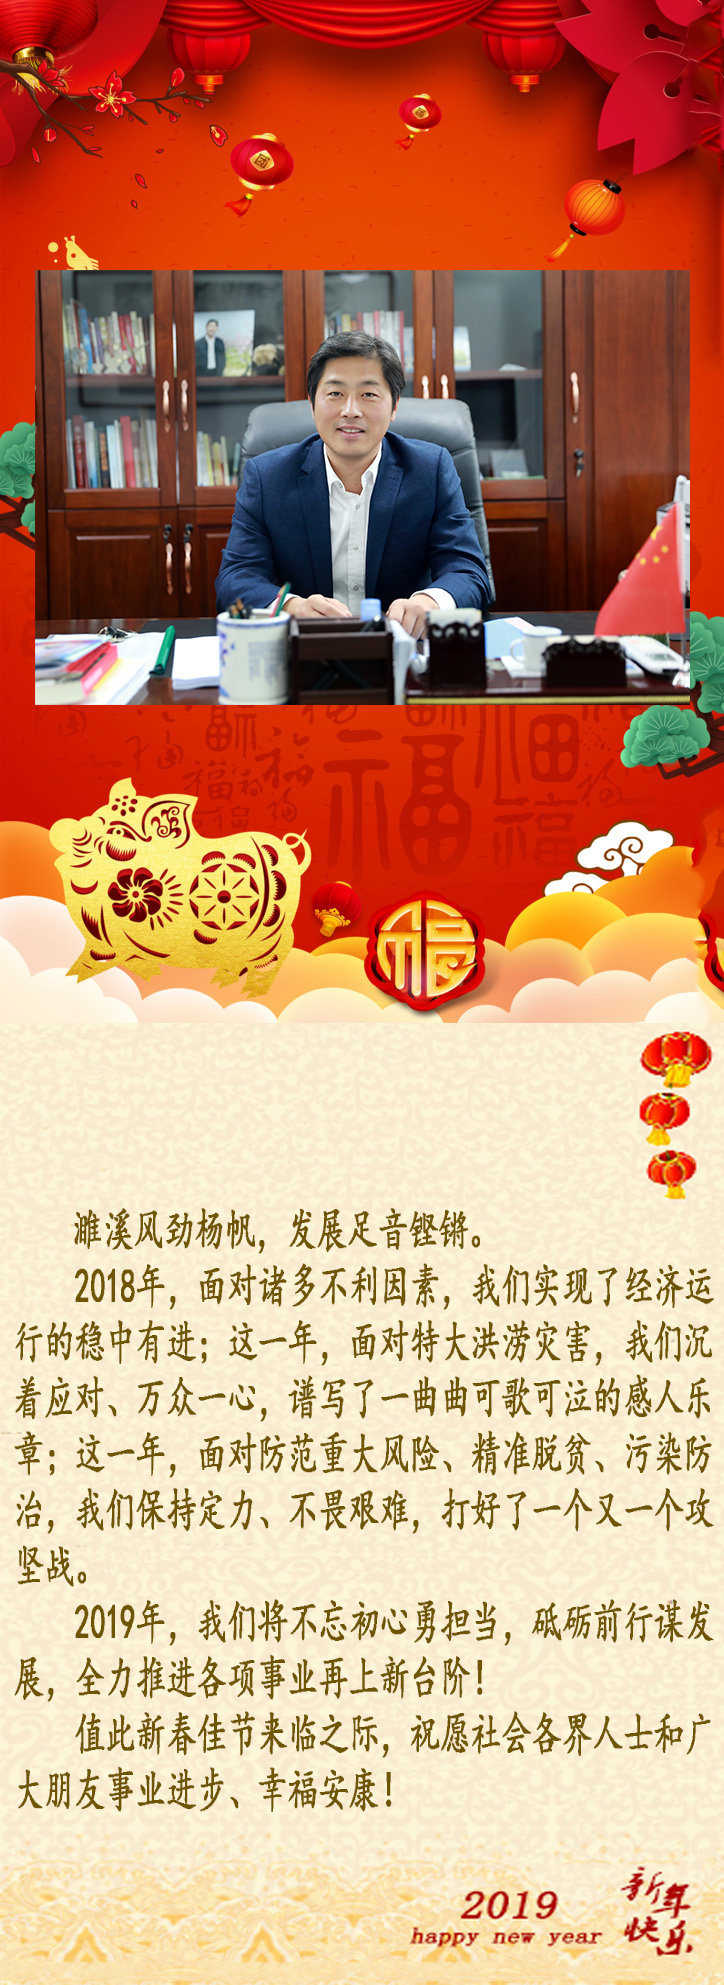 福
濉溪风劲杨帆，发展足音铿锵。
2018年，面对诸多不利因素，我们实现了经济运
行的稳中有进；这一年，面对特大洪涝灾害，我们沉
着应对、万众一心，谱写了一曲曲可歌可泣的感人乐
章；这一年，面对防范重大风险、精准脱贫、污染防
治，我们保持定力、不畏艰难，打好了一个又一个攻
坚战。
2019年，我们将不忘初心勇担当，砥砺前行谋发
展，全力推进各项事业再上新台阶！
值此新春佳节来临之际，祝愿社会各界人士和广
大朋友事业进步、幸福安康！
2019
happy new year
新年
快乐